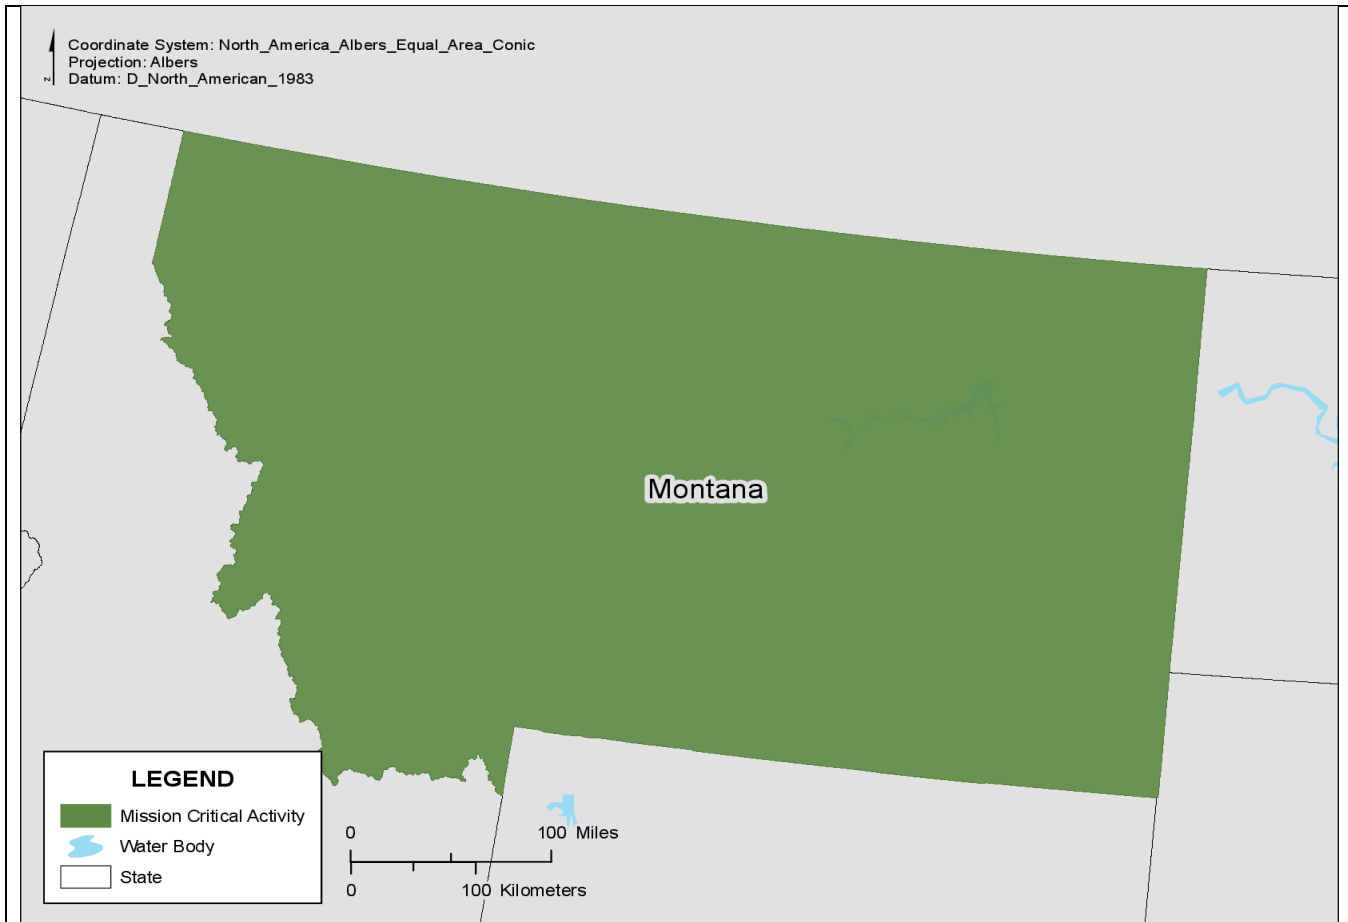 Coordinate System: North_America_Albers_Equal_Area_Conic
Projection: Albers
Datum: D_North_American_1983
z
Montana
LEGEND
Mission Critical Activity
Water Body
State
0 100 Miles
0 100 Kilometers